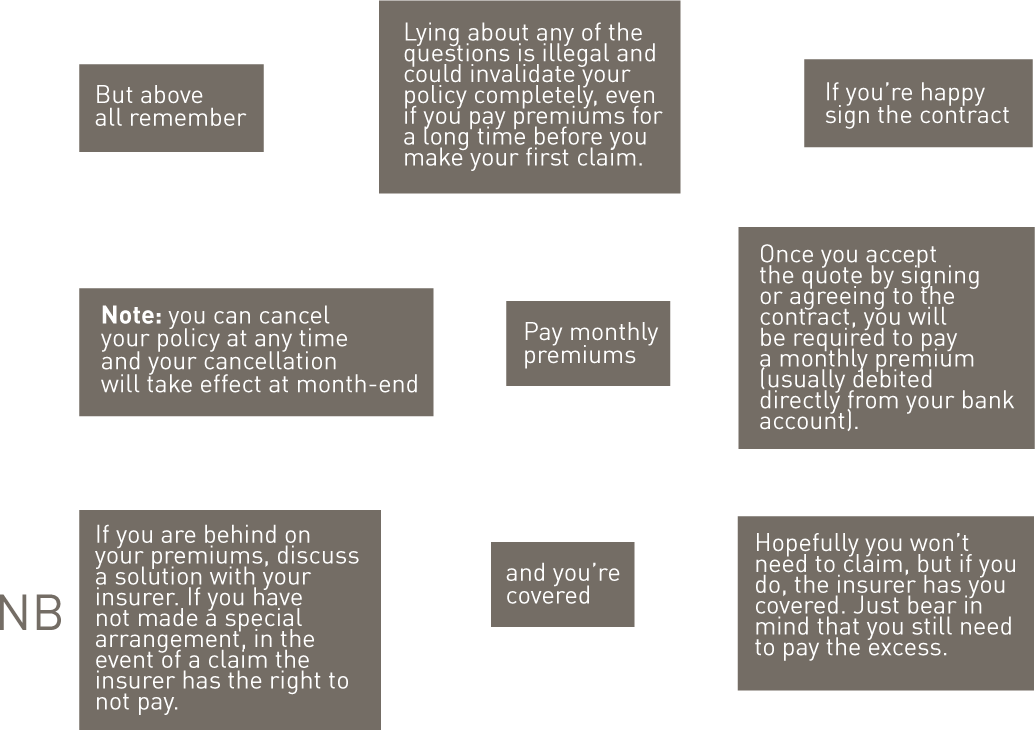 But above
all remember
Lying about any of the
questions is illegal and
could invalidate your
policy completely, even
if you pay premiums for
a long time before you
make your first claim.
If you’re happy
sign the contract
Note: you can cancel
your policy at any time
and your cancellation
will take effect at month-end
Pay monthly
premiums
Once you accept
the quote by signing
or agreeing to the
contract, you will
be required to pay
a monthly premium
(usually debited
directly from your bank
account).
NB
If you are behind on
your premiums, discuss
a solution with your
insurer. If you have
not made a special
arrangement, in the
event of a claim the
insurer has the right to
not pay.
and you’re
covered
Hopefully you won’t
need to claim, but if you
do, the insurer has you
covered. Just bear in
mind that you still need
to pay the excess.